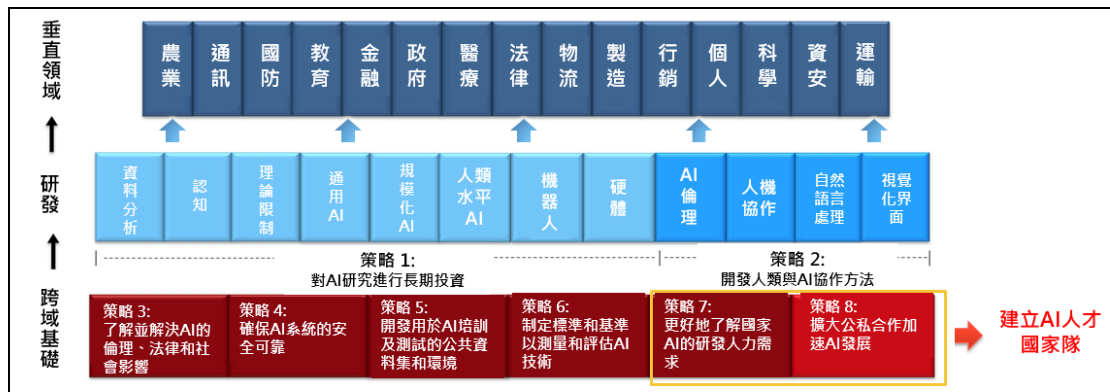 垂直領域
農業
通訊
國防
教育
金融
政府
醫療
法律
物流
製造
行銷
個人
科學
資安
運輸
研發
資料分析
認知
理論限制
通用AI
規模化AI
人類
水平
AI
機器人
硬體
AI
倫理
人機
協作
自然
語言
處理
視覺
化界
面
策略 1:
對AI研究進行長期投資
策略 2:
開發人類與AI協作方法
跨域基礎
策略 3:
了解並解決AI的
倫理、法律和社
會影響
策略 4:
確保AI系統的安
全可靠
策略 5:
開發用於AI培訓
及測試的公共資
料集和環境
策略 6:
制定標準和基準
以測量和評估AI
技術
策略 7:
更好地了解國家
AI的研發人力需
求
策略 8:
擴大公私合作加
速AI發展
建立AI人才
國家隊